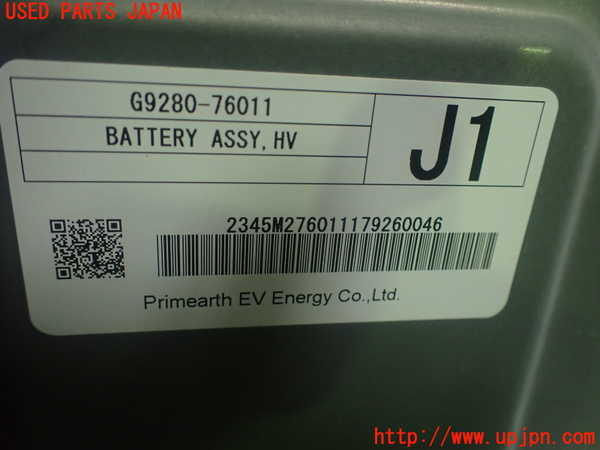 USED PARTS JAPAN
G9280-76011
BATTERY ASSY,HV
J1
2345M276011179260046
Primearth EV Energy Co.,Ltd.
http://www.upjpn.com